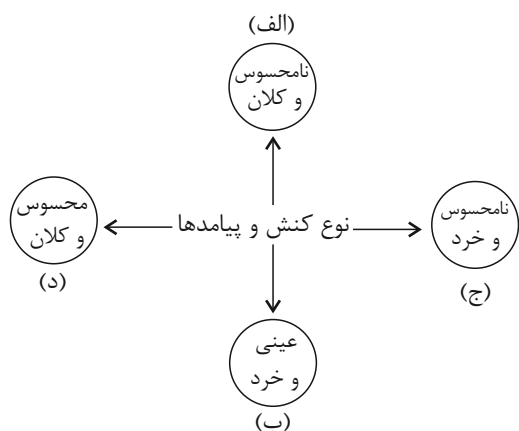 (الف)
نامحسوس
و کلان
محسوس
و کلان
(د)
نوع کنش و پیامدها
نامحسوس
و خرد
(ج)
عینی
و خرد
(ب)